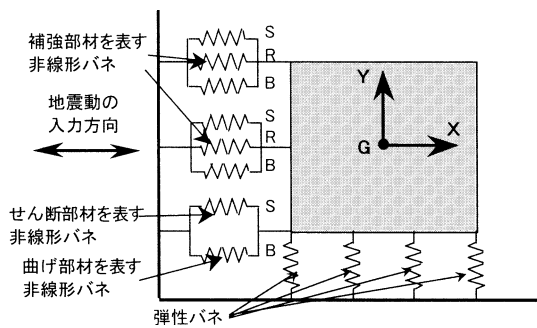 補強部材を表す
非線形バネ
地震動の
入力方向
せん断部材を表す
非線形バネ
曲げ部材を表す
非線形バネ
S
R
B
S
R
B
S
B
Y
X
G
弾性バネ